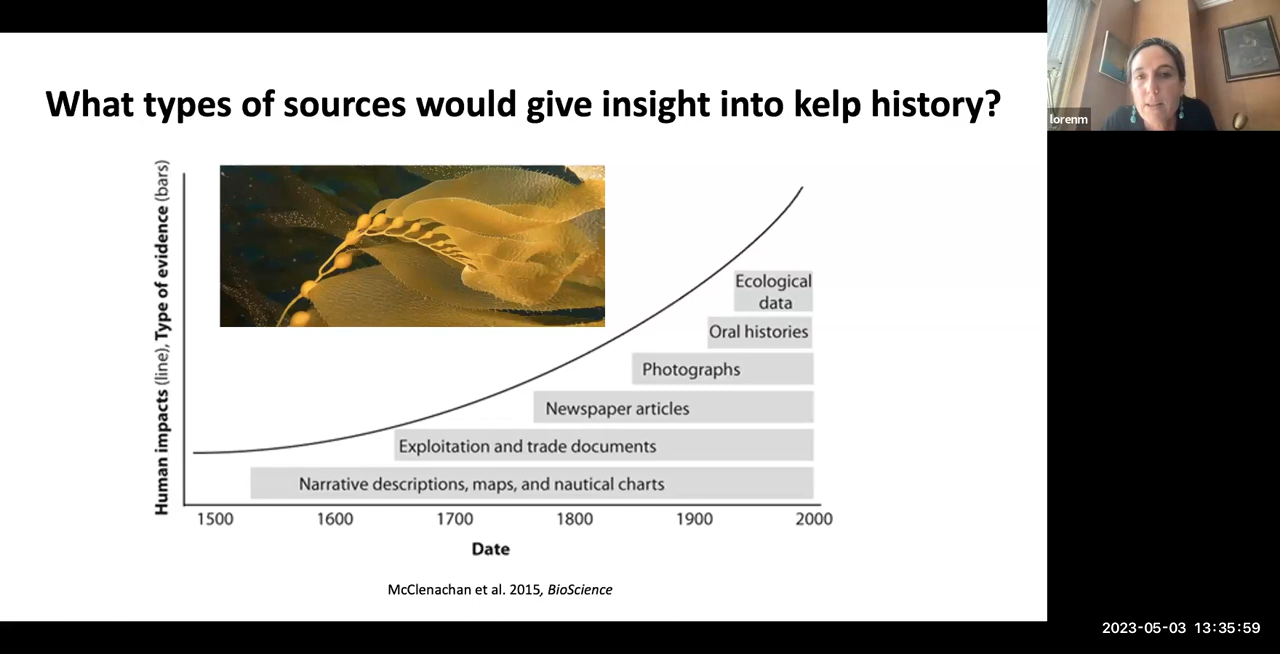 What types of sources would give insight into kelp history?
lorenm
Human impacts (line), Type of evidence (bars)
Ecological
data
Oral histories
Photographs
Newspaper articles
Exploitation and trade documents
Narrative descriptions, maps, and nautical charts
1500 1600 1700 1800 1900 2000
Date
McClenachan et al. 2015, BioScience
2023-05-03 13:35:59